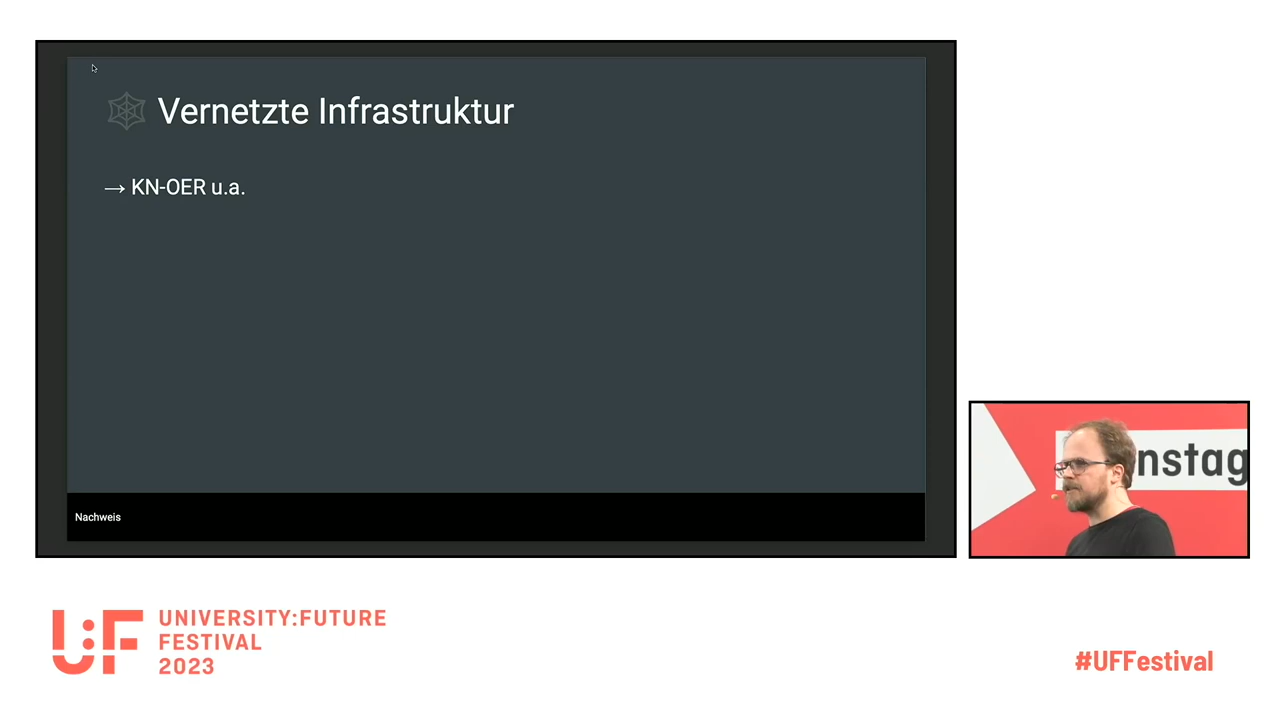 Vernetzte Infrastruktur
→ KN-OER u.a.
Nachweis
nstag
U:F
UNIVERSITY:FUTURE
FESTIVAL
2023
#UFFestival